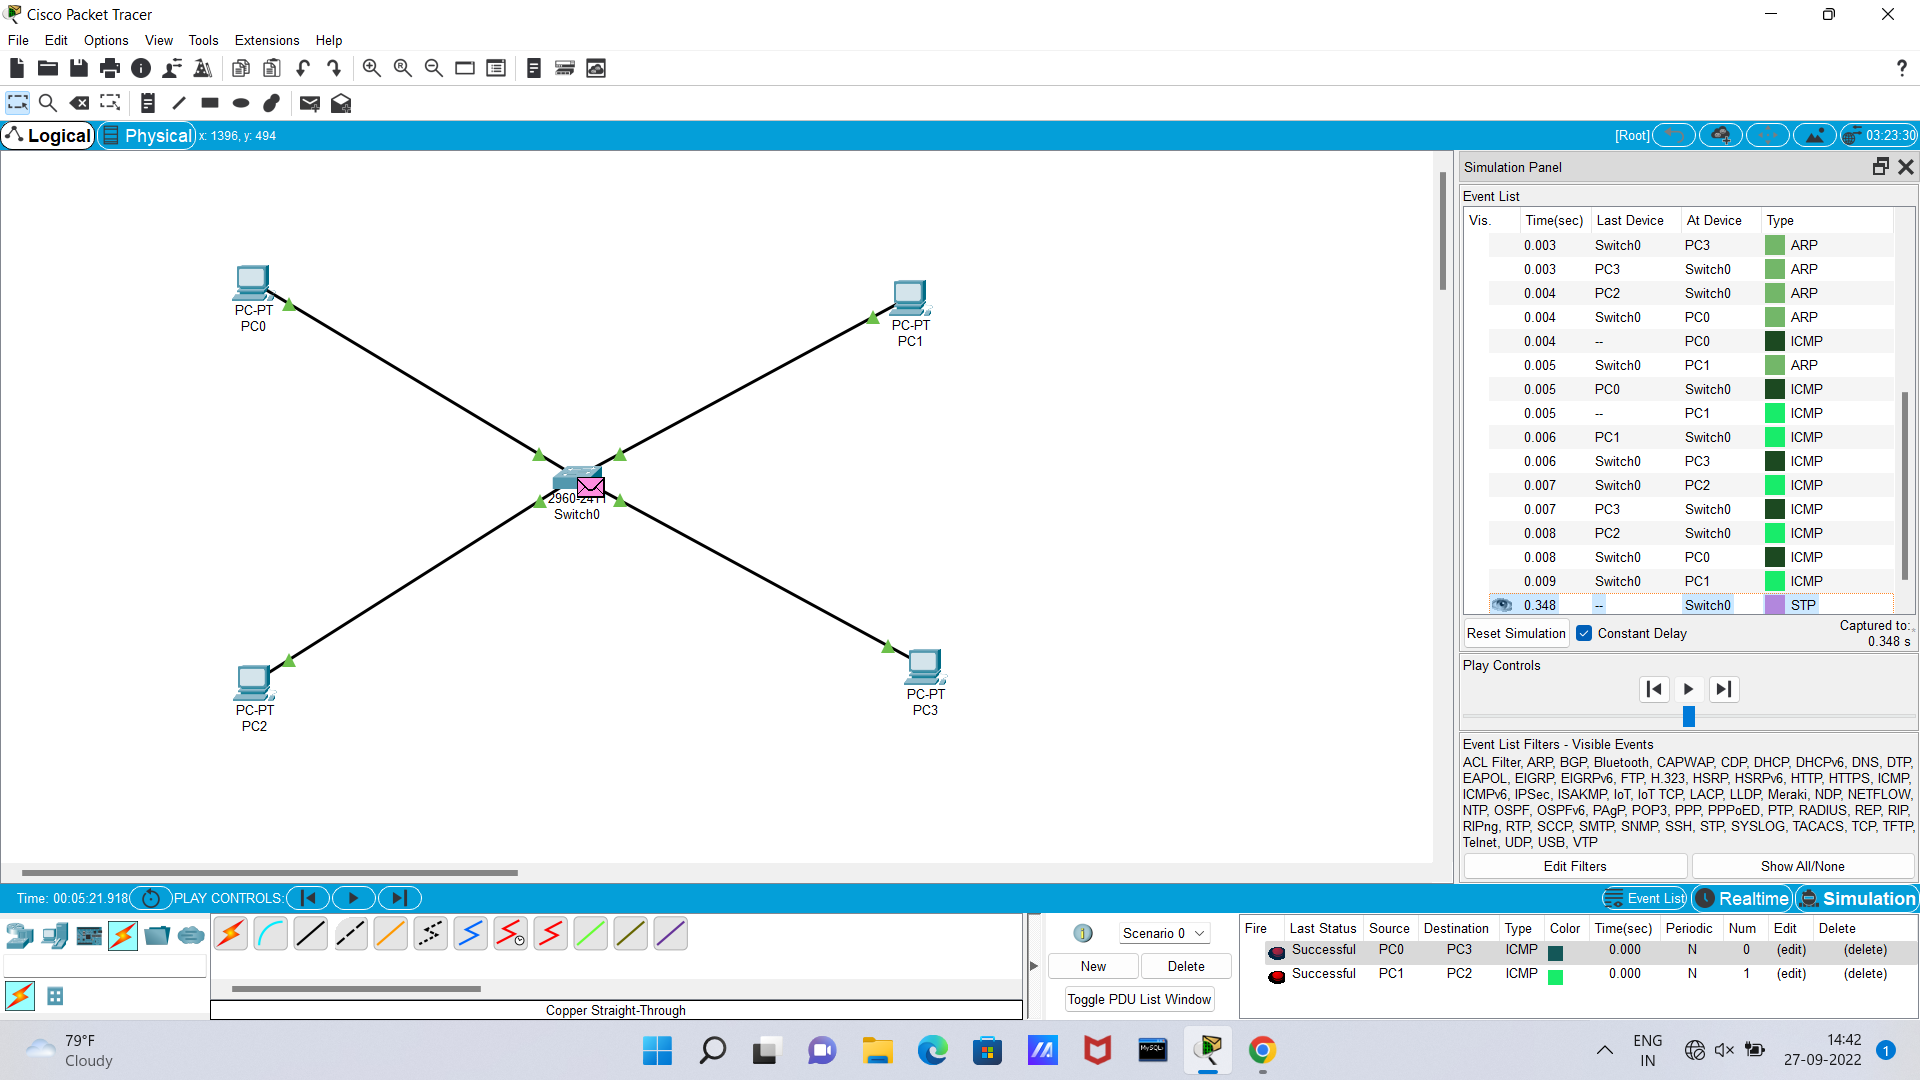 Cisco Packet Tracer
File Edit Options View Tools Extensions Help
Logical Physical x: 1396, y: 494 [Root] 03:23:30
PC-PT
PC0
PC-PT
PC1
Switch0
PC-PT
PC2
PC-PT
PC3
Simulation Panel
Event List
Vis. Time(sec) Last Device At Device Type
0.003 Switch0 PC3 ARP
0.003 PC3 Switch0 ARP
0.004 PC2 Switch0 ARP
0.004 Switch0 PC0 ARP
0.004 -- PC0 ICMP
0.005 Switch0 PC1 ARP
0.005 PC0 Switch0 ICMP
0.005 -- PC1 ICMP
0.006 PC1 Switch0 ICMP
0.006 Switch0 PC3 ICMP
0.007 Switch0 PC2 ICMP
0.007 PC3 Switch0 ICMP
0.008 PC2 Switch0 ICMP
0.008 Switch0 PC0 ICMP
0.009 Switch0 PC1 ICMP
0.348 -- Switch0 STP
Reset Simulation Constant Delay Captured to:
0.348 s
Play Controls
Event List Filters - Visible Events
ACL Filter, ARP, BGP, Bluetooth, CAPWAP, CDP, DHCP, DHCPv6, DNS, DTP,
EAPOL, EIGRP, EIGRPv6, FTP, H.323, HSRP, HSRPv6, HTTP, HTTPS, ICMP,
ICMPv6, IPSec, ISAKMP, IoT, IoT TCP, LACP, LLDP, Meraki, NDP, NETFLOW,
NTP, OSPF, OSPFv6, PAgP, POP3, PPP, PPPoED, PTP, RADIUS, REP, RIP,
RIPng, RTP, SCCP, SMTP, SNMP, SSH, STP, SYSLOG, TACACS, TCP, TFTP,
Telnet, UDP, USB, VTP
Edit Filters Show All/None
Time: 00:05:21.918 PLAY CONTROLS: Event List Realtime Simulation
Copper Straight-Through
1 Scenario 0
New Delete
Toggle PDU List Window
Fire Last Status Source Destination Type Color Time(sec) Periodic Num Edit Delete
Successful PC0 PC3 ICMP 0.000 N 0 (edit) (delete)
Successful PC1 PC2 ICMP 0.000 N 1 (edit) (delete)
79°F
Cloudy
MySQL
ENG
IN
14:42
27-09-2022
1